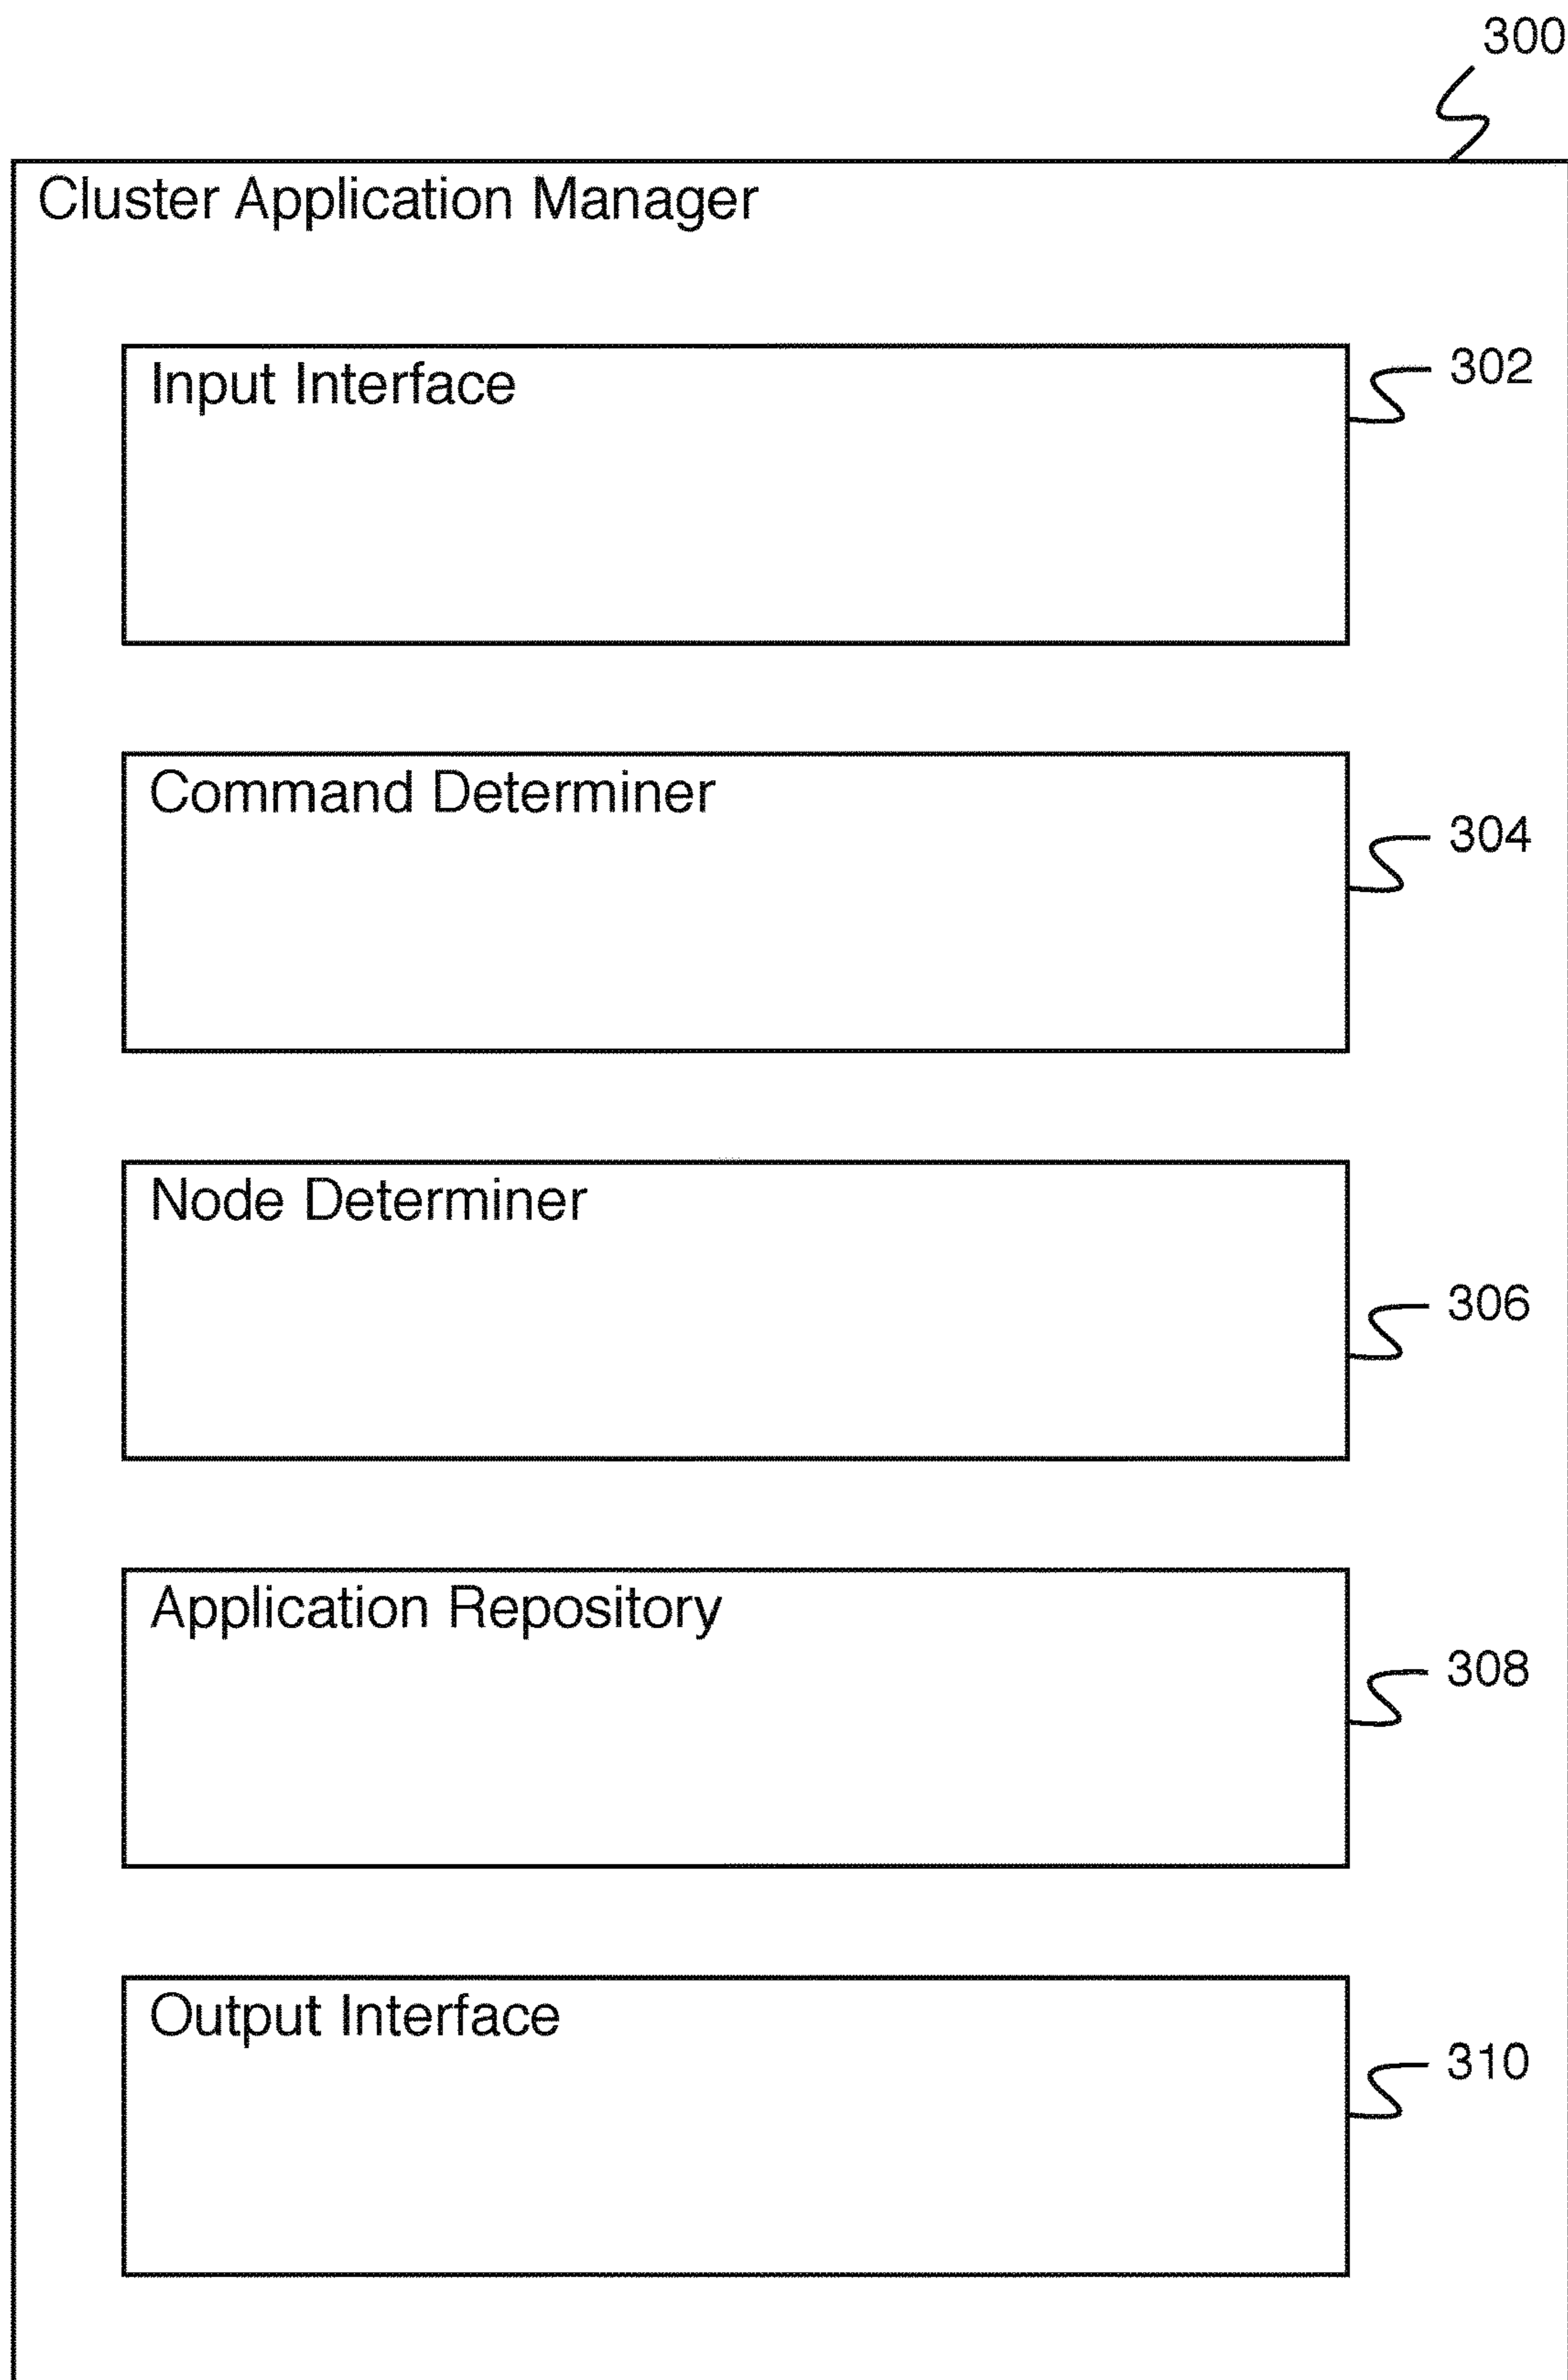 300
Cluster Application Manager
Input Interface
302
Command Determiner
304
Node Determiner
306
Application Repository
308
Output Interface
310